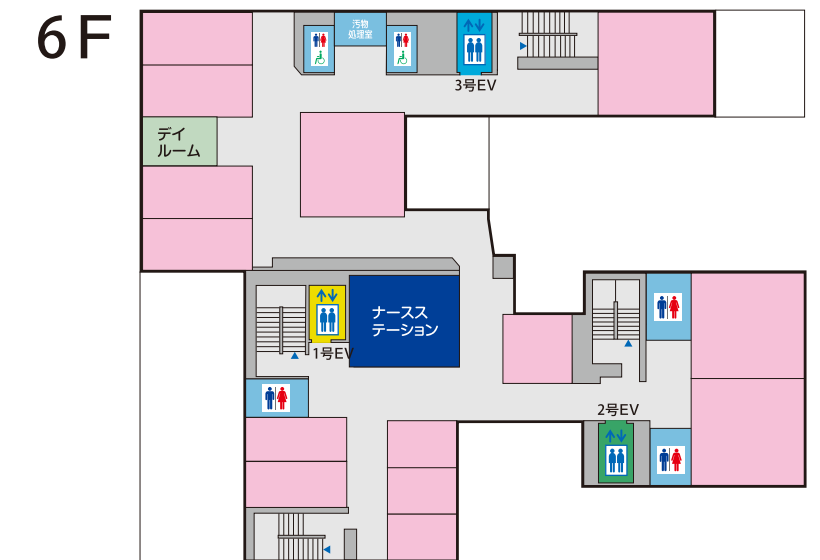 6F
汚物
処理室
3号EV
デイ
ルーム
ナースス
テーション
1号EV
2号EV